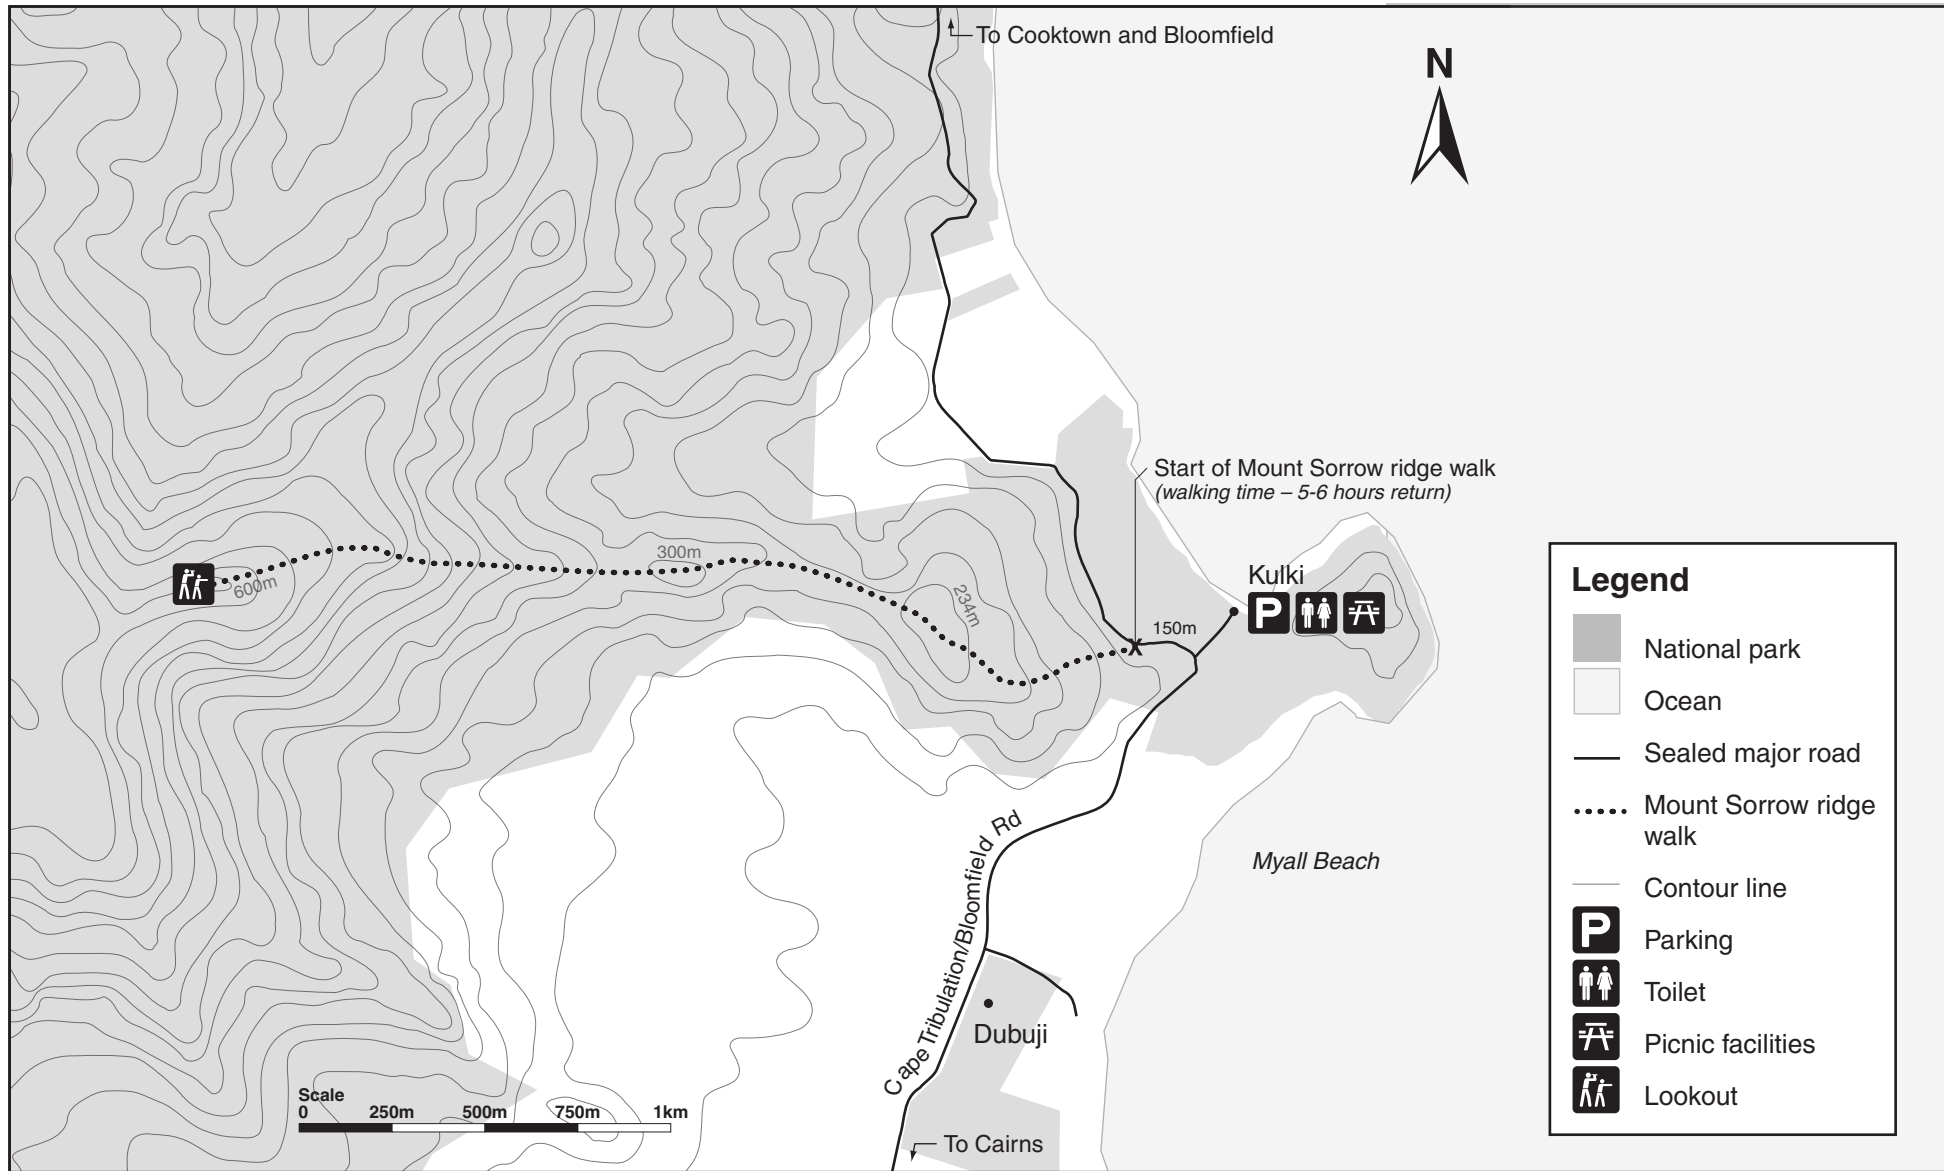 To Cooktown and Bloomfield
N
Start of Mount Sorrow ridge walk
(walking time – 5-6 hours return)
300m
600m
234m
Kulki
P
150m
Legend
National park
Ocean
Sealed major road
Mount Sorrow ridge
walk
Contour line
P
Parking
Toilet
Picnic facilities
Lookout
Myall Beach
Cape Tribulation/Bloomfield Rd
Dubuji
Scale
0 250m 500m 750m 1km
To Cairns
X